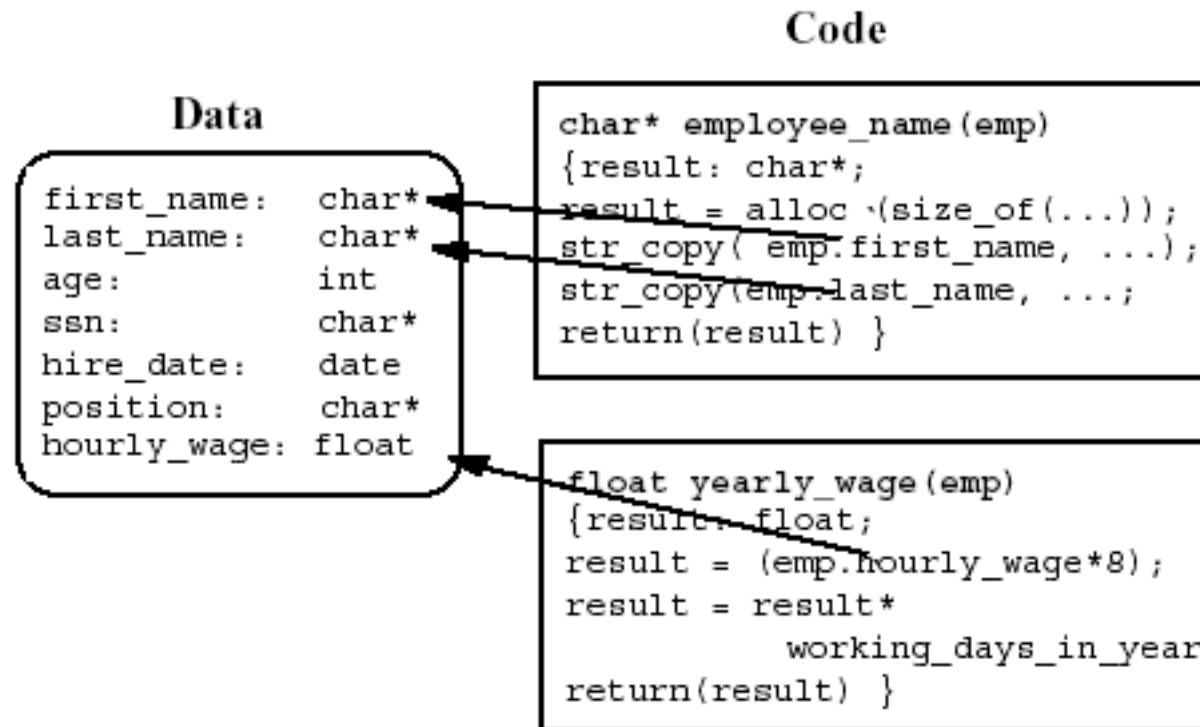 Code
Data
first_name: char*
last_name: char*
age: int
ssn: char*
hire_date: date
position: char*
hourly_wage: float
char* employee_name(emp)
{result: char*;
result = alloc (size_of(...));
str_copy( emp.first_name, ...);
str_copy(emp.last_name, ...;
return(result) }
float yearly_wage(emp)
{result: float;
result = (emp.hourly_wage*8);
result = result*
working_days_in_year
return(result) }